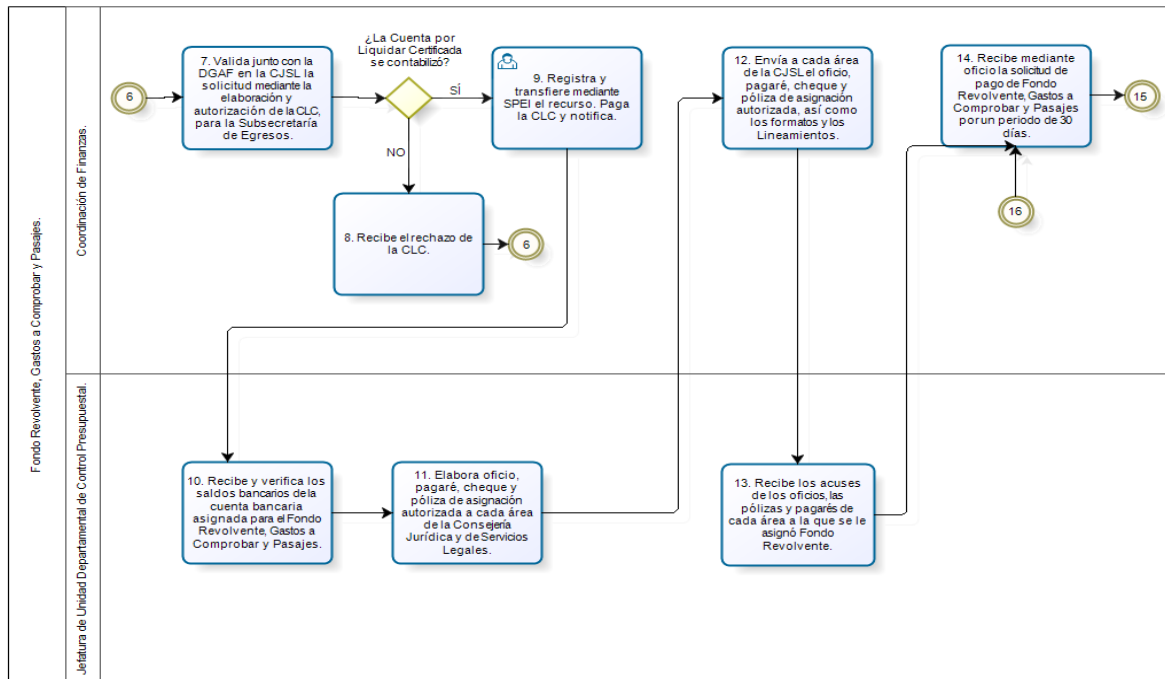 Fondo Revolvente, Gastos a Comprobar y Pasajes.
Coordinación de Finanzas.
6
7. Valida junto con la
DGAF en la CJSL la
solicitud mediante la
elaboración y
autorización de la CLC,
para la Subsecretaría
de Egresos.
¿La Cuenta por
Liquidar Certificada
se contabilizó?
SÍ
NO
8. Recibe el rechazo de
la CLC.
6
9. Registra y
transfiere mediante
SPEI el recurso. Paga
la CLC y notifica.
12. Envía a cada área
de la CJSL el oficio,
pagaré, cheque y
póliza de asignación
autorizada, así como
los formatos y los
Lineamientos.
14. Recibe mediante
oficio la solicitud de
pago de Fondo
Revolvente, Gastos a
Comprobar y Pasajes
por un periodo de 30
días.
15
16
Jefatura de Unidad Departamental de Control Presupuestal.
10. Recibe y verifica los
saldos bancarios de la
cuenta bancaria
asignada para el Fondo
Revolvente, Gastos a
Comprobar y Pasajes.
11. Elabora oficio,
pagaré, cheque y
póliza de asignación
autorizada a cada área
de la Consejería
Jurídica y de Servicios
Legales.
13. Recibe los acuses
de los oficios, las
pólizas y pagarés de
cada área a la que se le
asignó Fondo
Revolvente.